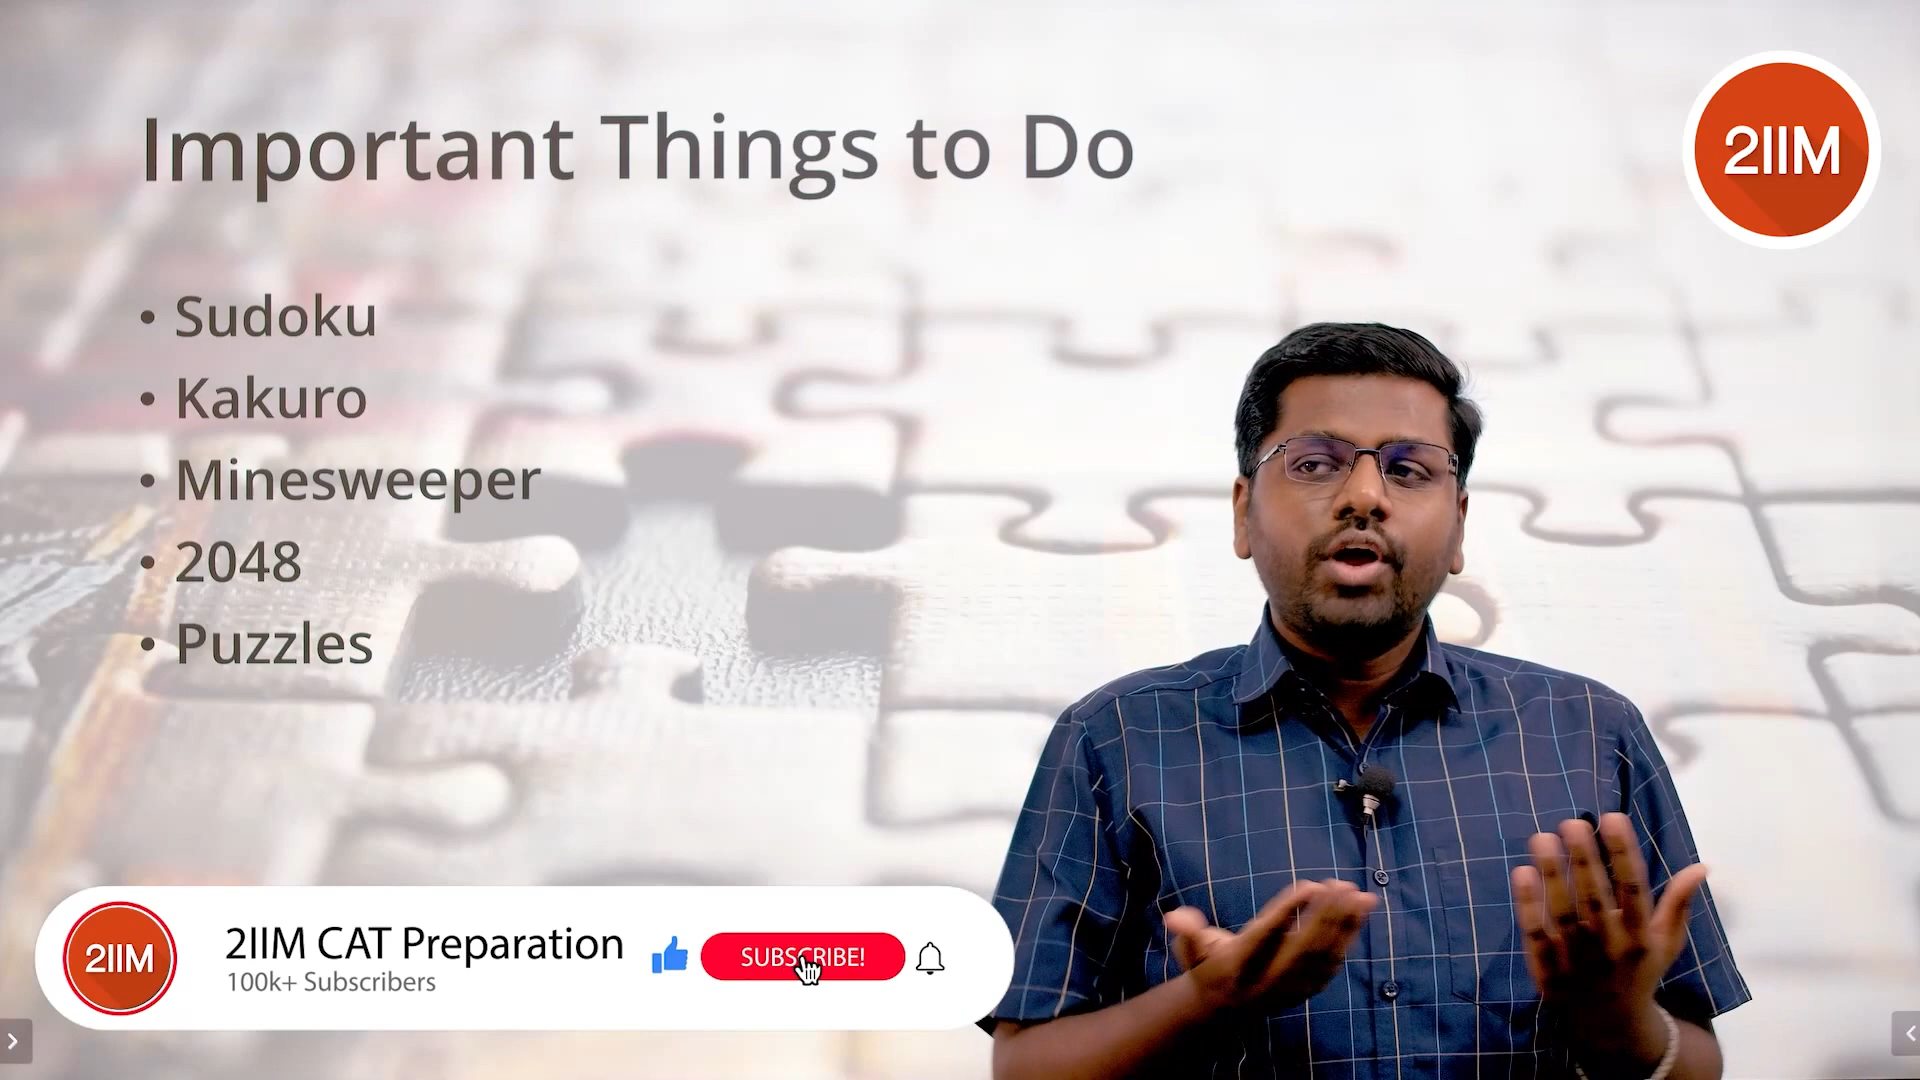 Important Things to Do
2IIM
• Sudoku
• Kakuro
• Minesweeper
• 2048
• Puzzles
2IIM
2IIM CAT Preparation
100k+ Subscribers
SUBSCRIBE!